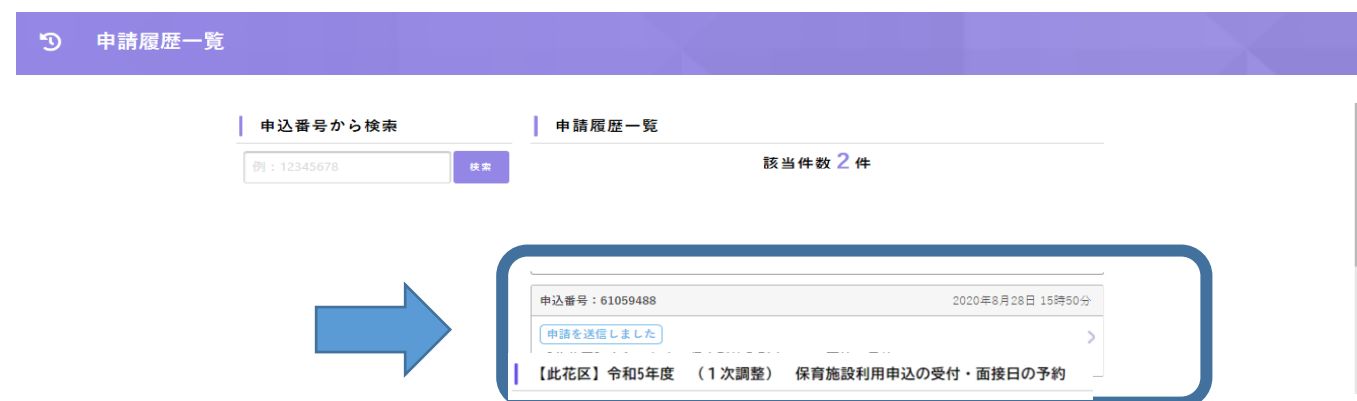 申請履歴一覧
申込番号から検索
例：12345678
検索
申請履歴一覧
該当件数 2 件
申込番号：61059488
2020年8月28日 15時50分
申請を送信しました
【此花区】令和5年度　（１次調整）　保育施設利用申込の受付・面接日の予約